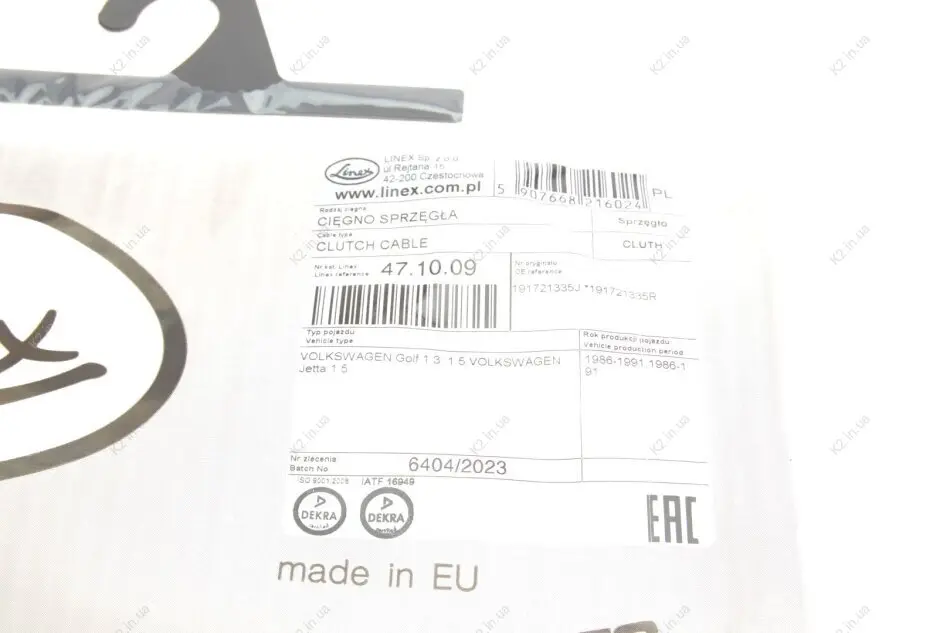 Linex
LINEX Sp. z o.o
ul Rejtana 16
42-200 Częstochowa
www.linex.com.pl
5 907668 216024
PL
Rodzaj cięgna
CIĘGNO SPRZĘGŁA
Sprzęgło
Cable type
CLUTCH CABLE
CLUTH
Nr kat. Linex
Linex reference
47.10.09
Nr oryginału
OE reference
191721335J *191721335R
Typ pojazdu
Vehicle type
Rok produkcji pojazdu
Vehicle production period
VOLKSWAGEN Golf 1 3 1 5 VOLKSWAGEN
Jetta 1 5
1986-1991 1986-1
91
Nr zlecenia
Batch No
6404/2023
ISO 9001:2008
IATF 16949
DEKRA
DEKRA
EAC
made in EU
K2.in.ua